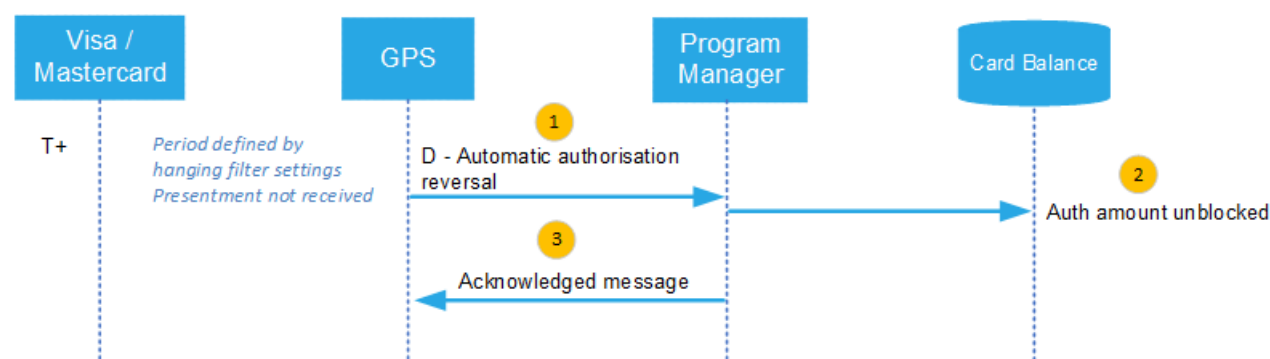 Visa /
Mastercard
GPS
Program
Manager
Card Balance
T+
Period defined by
hanging filter settings
Presentment not received
1
D - Automatic authorisation
reversal
2
Auth amount unblocked
3
Acknowledged message